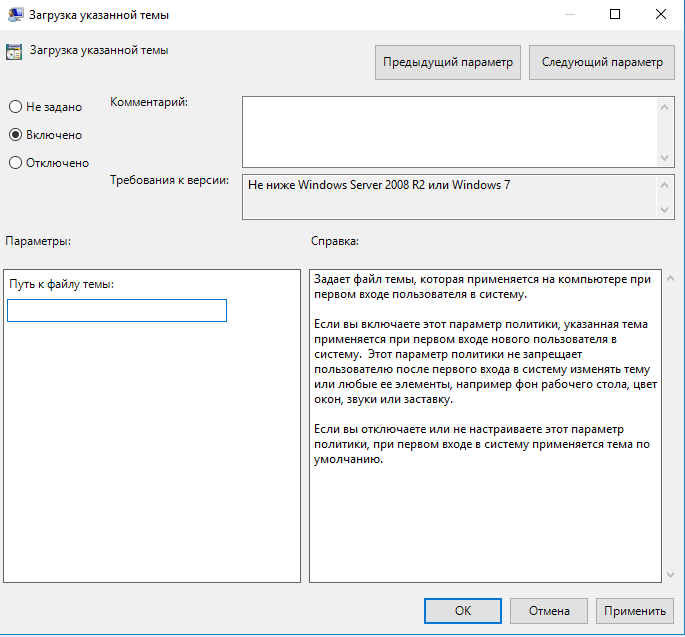 Загрузка указанной темы
Загрузка указанной темы
Предыдущий параметр
Следующий параметр
Не задано
Включено
Отключено
Комментарий:
Требования к версии:
Не ниже Windows Server 2008 R2 или Windows 7
Параметры:
Справка:
Путь к файлу темы:
Задает файл темы, которая применяется на компьютере при
первом входе пользователя в систему.
Если вы включаете этот параметр политики, указанная тема
применяется при первом входе нового пользователя в
систему.  Этот параметр политики не запрещает
пользователю после первого входа в систему изменять тему
или любые ее элементы, например фон рабочего стола, цвет
окон, звуки или заставку.
Если вы отключаете или не настраиваете этот параметр
политики, при первом входе в систему применяется тема по
умолчанию.
ОК
Отмена
Применить